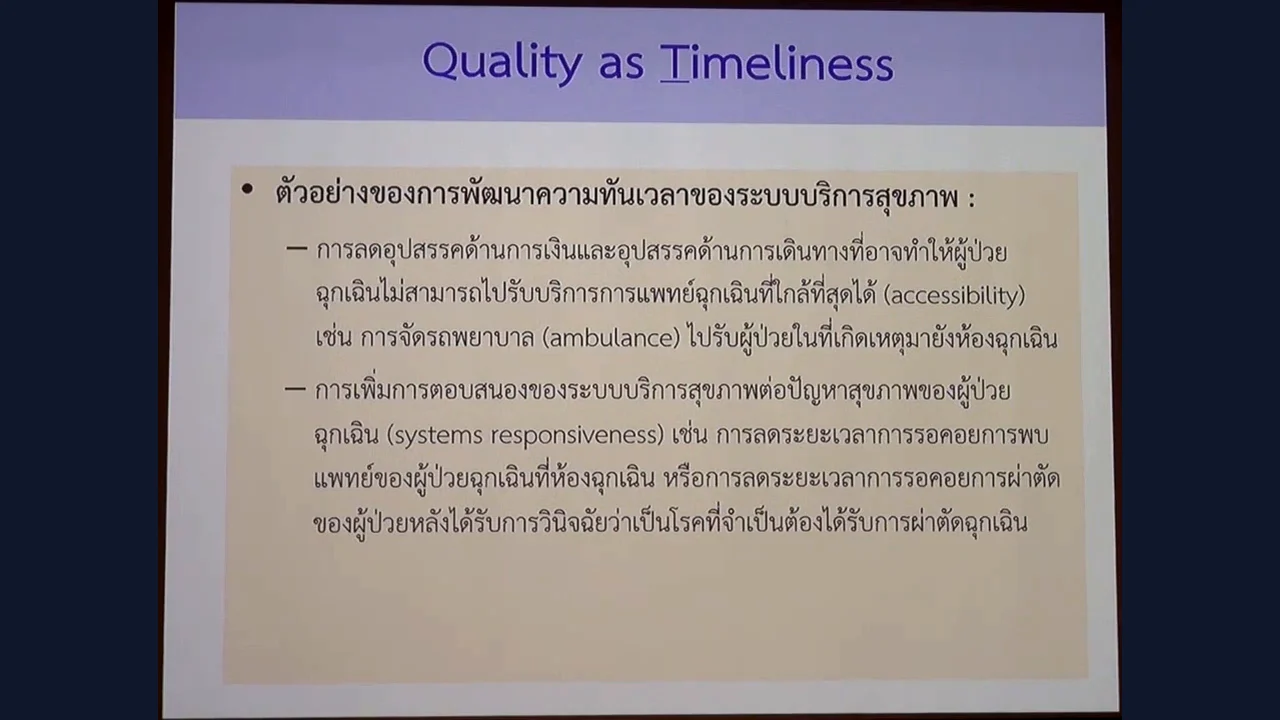 Quality as Timeliness
• ตัวอย่างของการพัฒนาความทันเวลาของระบบบริการสุขภาพ :
– การลดอุปสรรคด้านการเงินและอุปสรรคด้านการเดินทางที่อาจทำให้ผู้ป่วย
ฉุกเฉินไม่สามารถไปรับบริการการแพทย์ฉุกเฉินที่ใกล้ที่สุดได้ (accessibility)
เช่น การจัดรถพยาบาล (ambulance) ไปรับผู้ป่วยในที่เกิดเหตุมายังห้องฉุกเฉิน
– การเพิ่มการตอบสนองของระบบบริการสุขภาพต่อปัญหาสุขภาพของผู้ป่วย
ฉุกเฉิน (systems responsiveness) เช่น การลดระยะเวลาการรอคอยการพบ
แพทย์ของผู้ป่วยฉุกเฉินที่ห้องฉุกเฉิน หรือการลดระยะเวลาการรอคอยการผ่าตัด
ของผู้ป่วยหลังได้รับการวินิจฉัยว่าเป็นโรคที่จำเป็นต้องได้รับการผ่าตัดฉุกเฉิน